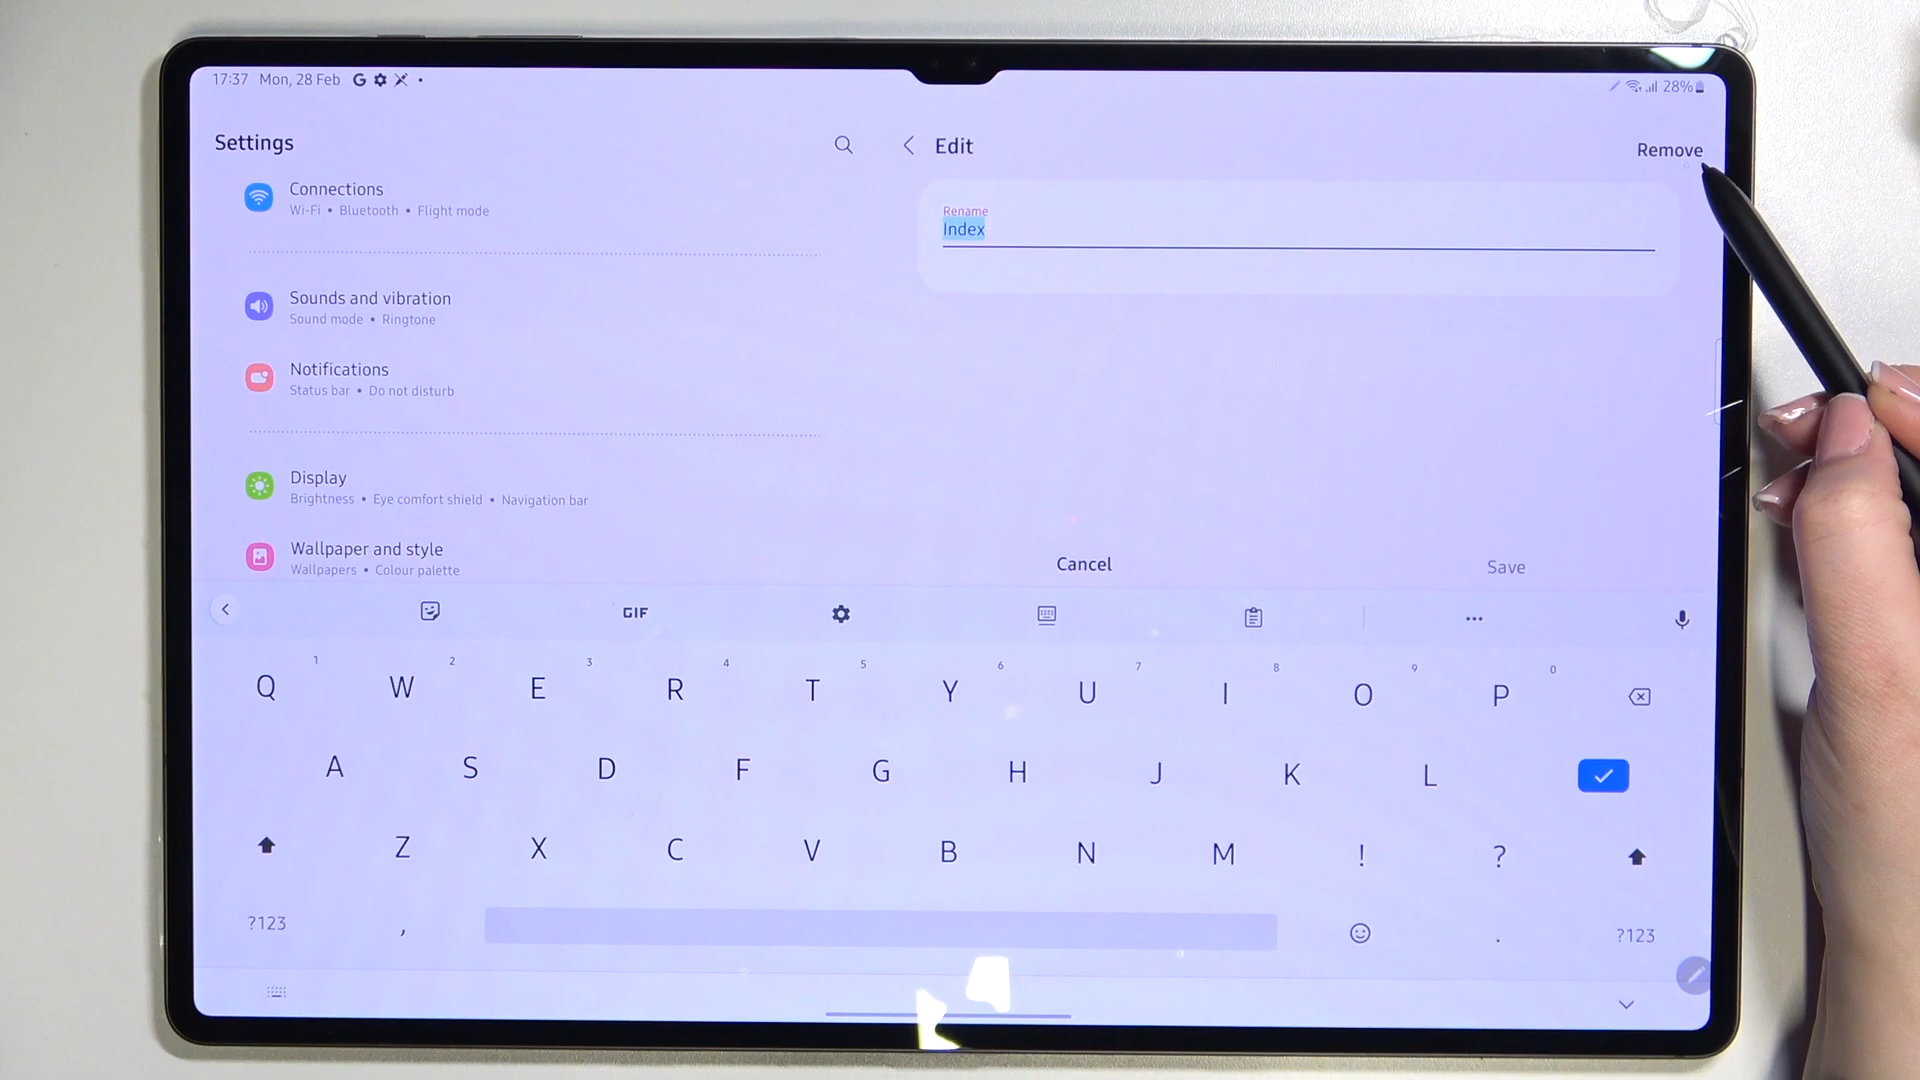 17:37 Mon, 28 Feb G
28%
Settings
Edit
Remove
Connections
Wi-Fi • Bluetooth • Flight mode
Rename
Index
Sounds and vibration
Sound mode • Ringtone
Notifications
Status bar • Do not disturb
Display
Brightness • Eye comfort shield • Navigation bar
Wallpaper and style
Wallpapers • Colour palette
Cancel
Save
GIF
1 2 3 4 5 6 7 8 9 0
Q W E R T Y U I O P
A S D F G H J K L
Z X C V B N M ! ?
?123 , . ?123